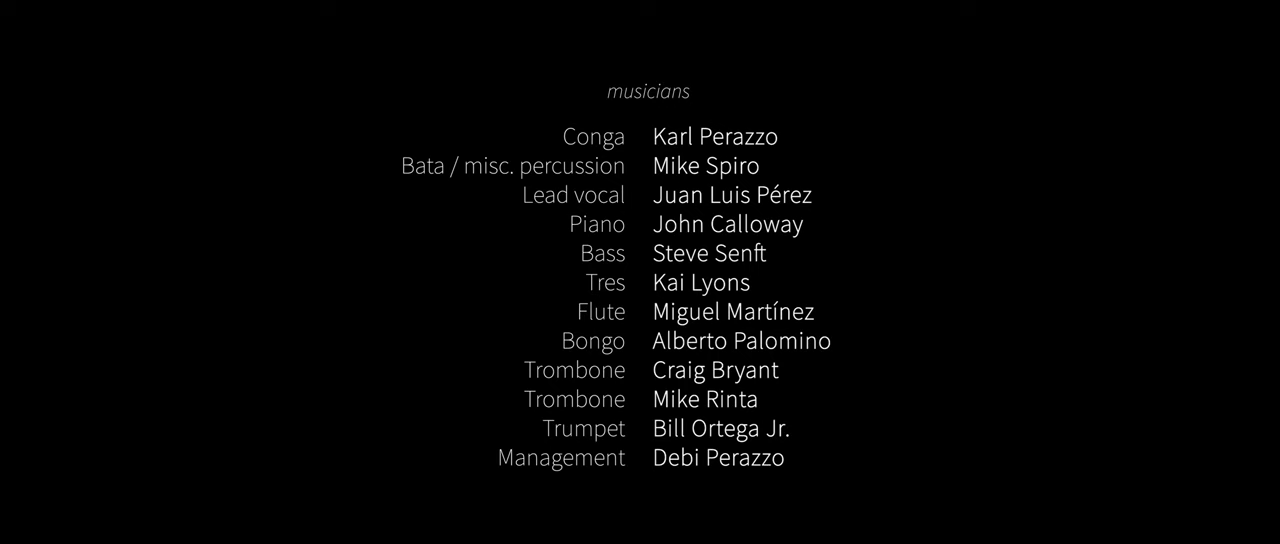 musicians
Conga Karl Perazzo
Bata / misc. percussion Mike Spiro
Lead vocal Juan Luis Pérez
Piano John Calloway
Bass Steve Senft
Tres Kai Lyons
Flute Miguel Martínez
Bongo Alberto Palomino
Trombone Craig Bryant
Trombone Mike Rinta
Trumpet Bill Ortega Jr.
Management Debi Perazzo